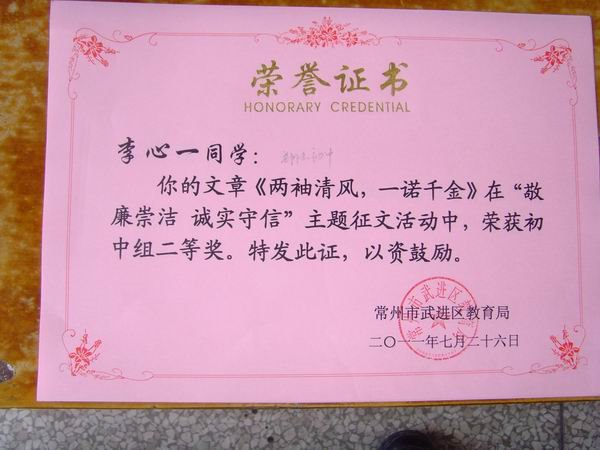 荣誉证书
HONORARY CREDENTIAL
李心一同学：
你的文章《两袖清风，一诺千金》在“敬
廉崇洁 诚实守信”主题征文活动中，荣获初
中组二等奖。特发此证，以资鼓励。
常州市武进区教育局
二〇一一年七月二十六日